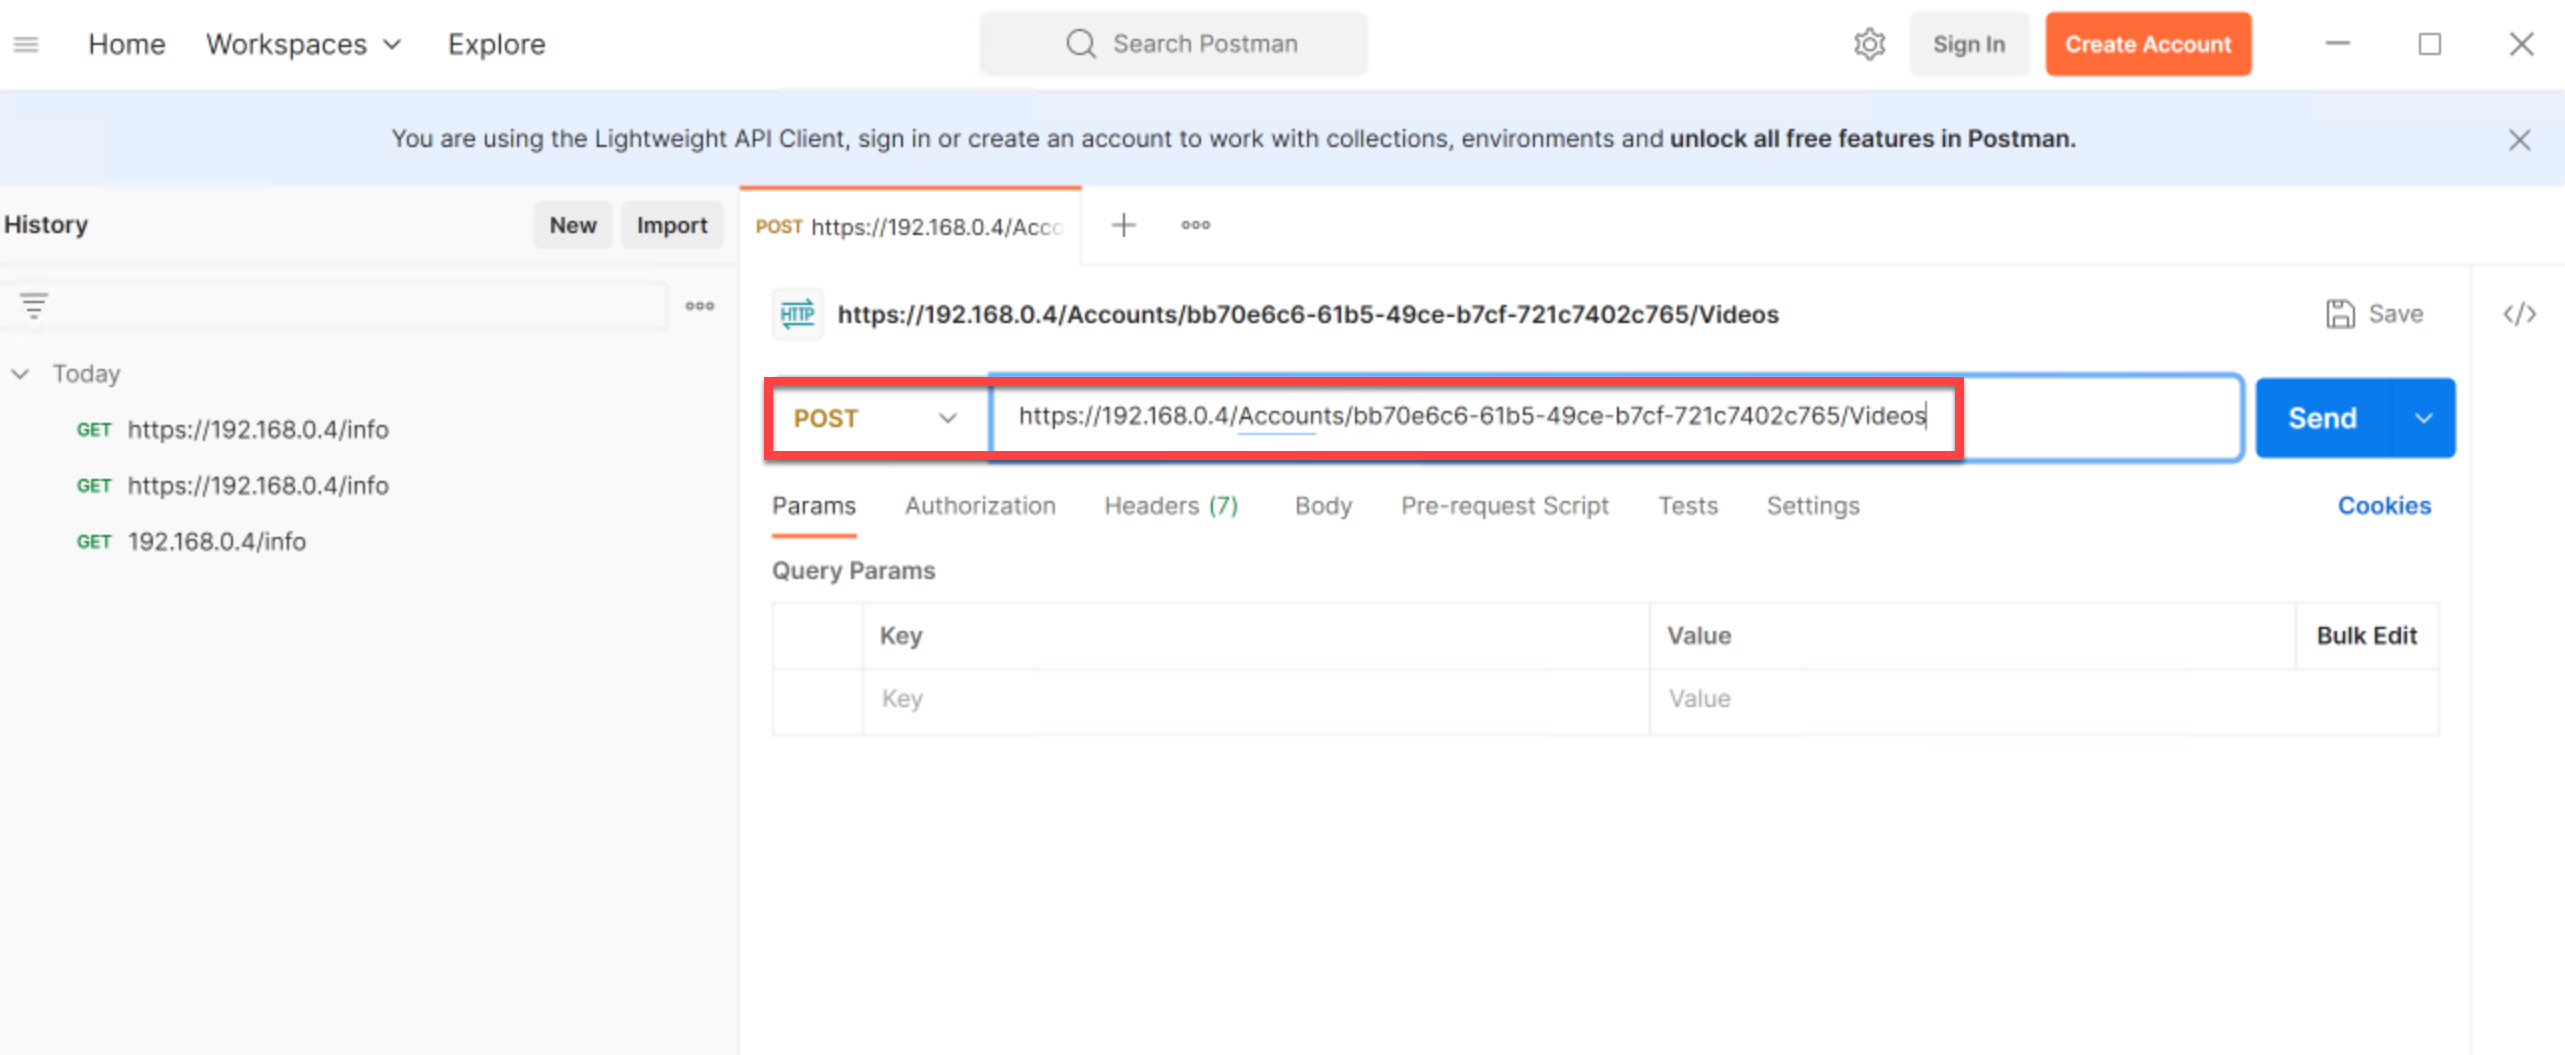 Home Workspaces Explore Search Postman Sign In Create Account
You are using the Lightweight API Client, sign in or create an account to work with collections, environments and unlock all free features in Postman.
History New Import
POST https://192.168.0.4/Acco
HTTP https://192.168.0.4/Accounts/bb70e6c6-61b5-49ce-b7cf-721c7402c765/Videos Save </>
Today
GET https://192.168.0.4/info
GET https://192.168.0.4/info
GET 192.168.0.4/info
POST https://192.168.0.4/Accounts/bb70e6c6-61b5-49ce-b7cf-721c7402c765/Videos Send
Params Authorization Headers (7) Body Pre-request Script Tests Settings Cookies
Query Params
Key Value Bulk Edit
Key Value